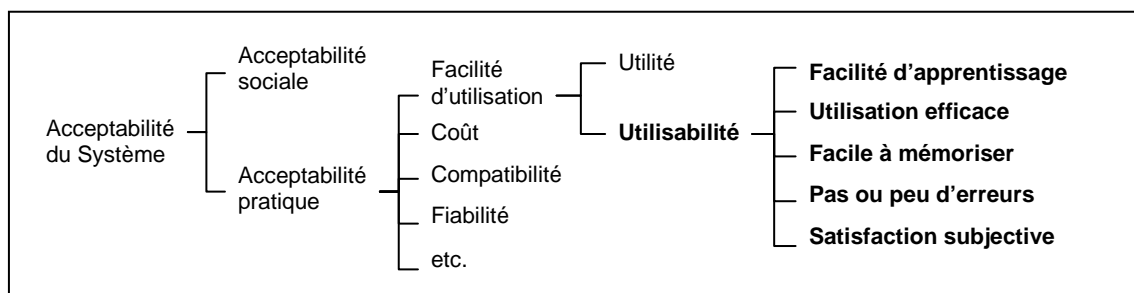 Acceptabilité
du Système
Acceptabilité
sociale
Acceptabilité
pratique
Facilité
d'utilisation
Coût
Compatibilité
Fiabilité
etc.
Utilité
Utilisabilité
Facilité d'apprentissage
Utilisation efficace
Facile à mémoriser
Pas ou peu d'erreurs
Satisfaction subjective